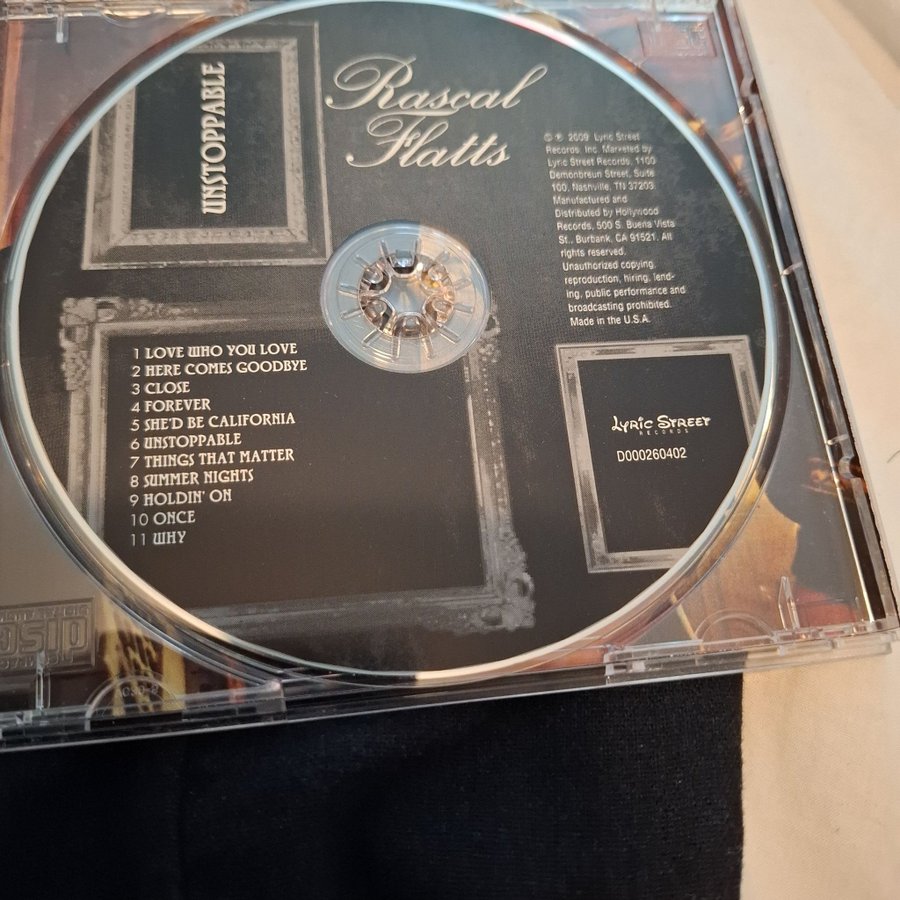 UNSTOPPABLE
Rascal
Flatts
© ℗ 2009 Lyric Street
Records, Inc. Marketed by
Lyric Street Records, 1100
Demonbreun Street, Suite
100, Nashville, TN 37203
Manufactured and
Distributed by Hollywood
Records, 500 S. Buena Vista
St., Burbank, CA 91521. All
rights reserved.
Unauthorized copying,
reproduction, hiring, lend-
ing, public performance and
broadcasting prohibited.
Made in the U.S.A.
1 LOVE WHO YOU LOVE
2 HERE COMES GOODBYE
3 CLOSE
4 FOREVER
5 SHE'D BE CALIFORNIA
6 UNSTOPPABLE
7 THINGS THAT MATTER
8 SUMMER NIGHTS
9 HOLDIN' ON
10 ONCE
11 WHY
LYRIC STREET
RECORDS
D000260402